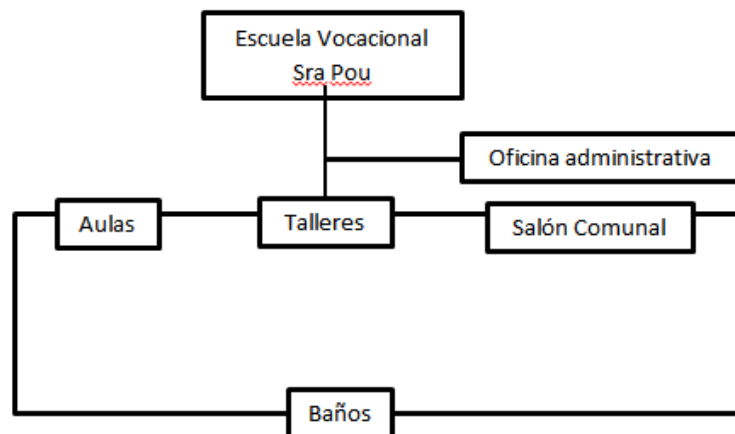 Escuela Vocacional
Sra Pou
Oficina administrativa
Aulas
Talleres
Salón Comunal
Baños